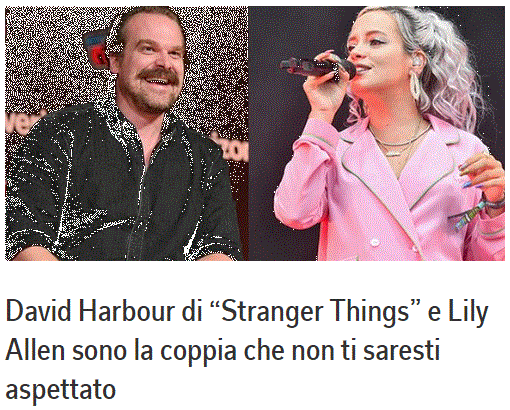 David Harbour di “Stranger Things” e Lily
Allen sono la coppia che non ti saresti
aspettato